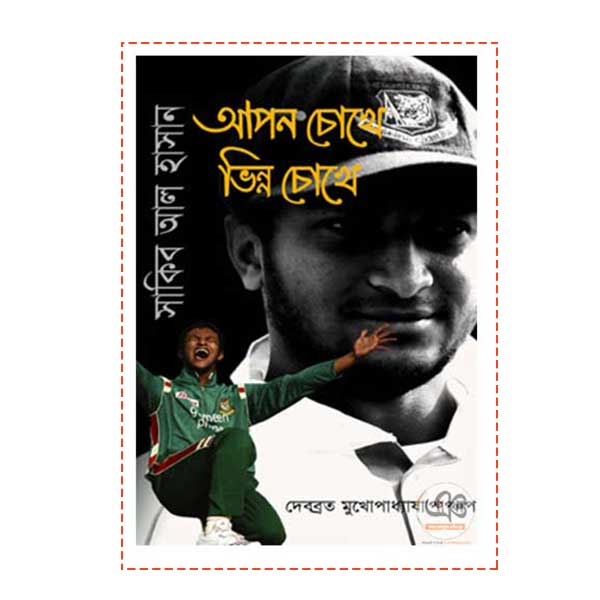 সাকিব আল হাসান
আপন চোখে
ভিন্ন চোখে
দেবব্রত মুখোপাধ্যায়